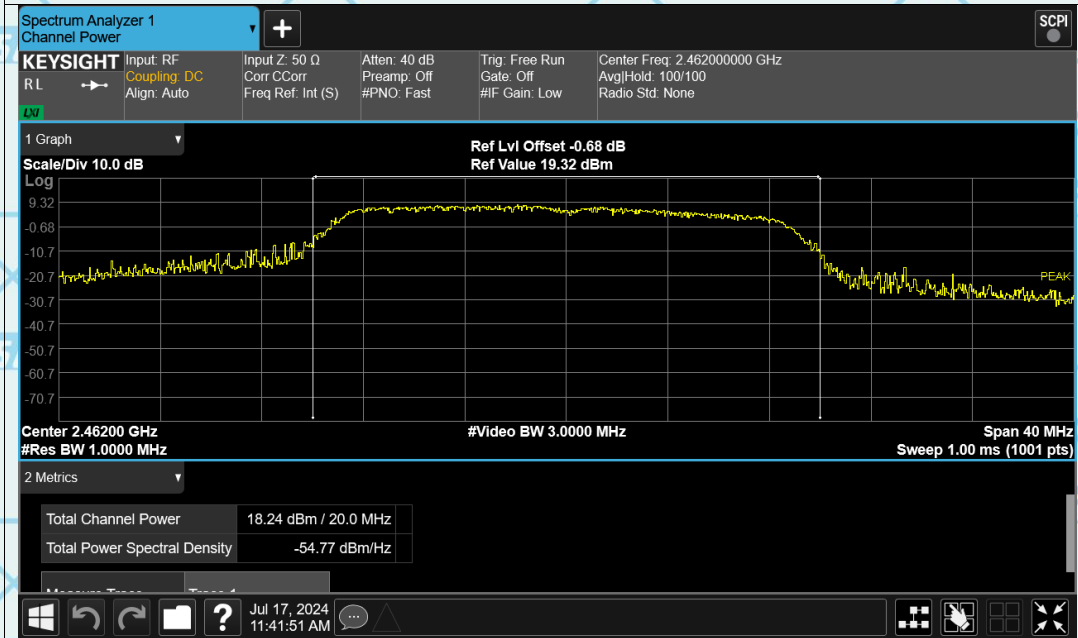 Spectrum Analyzer 1
Channel Power
+
SCPI
KEYSIGHT
R L
LXI
Input: RF
Coupling: DC
Align: Auto
Input Z: 50 Ω
Corr CCorr
Freq Ref: Int (S)
Atten: 40 dB
Preamp: Off
#PNO: Fast
Trig: Free Run
Gate: Off
#IF Gain: Low
Center Freq: 2.462000000 GHz
Avg|Hold: 100/100
Radio Std: None
1 Graph
Scale/Div 10.0 dB
Ref Lvl Offset -0.68 dB
Ref Value 19.32 dBm
Log
9.32
-0.68
-10.7
-20.7
-30.7
-40.7
-50.7
-60.7
-70.7
PEAK
Center 2.46200 GHz
#Video BW 3.0000 MHz
Span 40 MHz
#Res BW 1.0000 MHz
Sweep 1.00 ms (1001 pts)
2 Metrics
Total Channel Power 18.24 dBm / 20.0 MHz
Total Power Spectral Density -54.77 dBm/Hz
?
Jul 17, 2024
11:41:51 AM